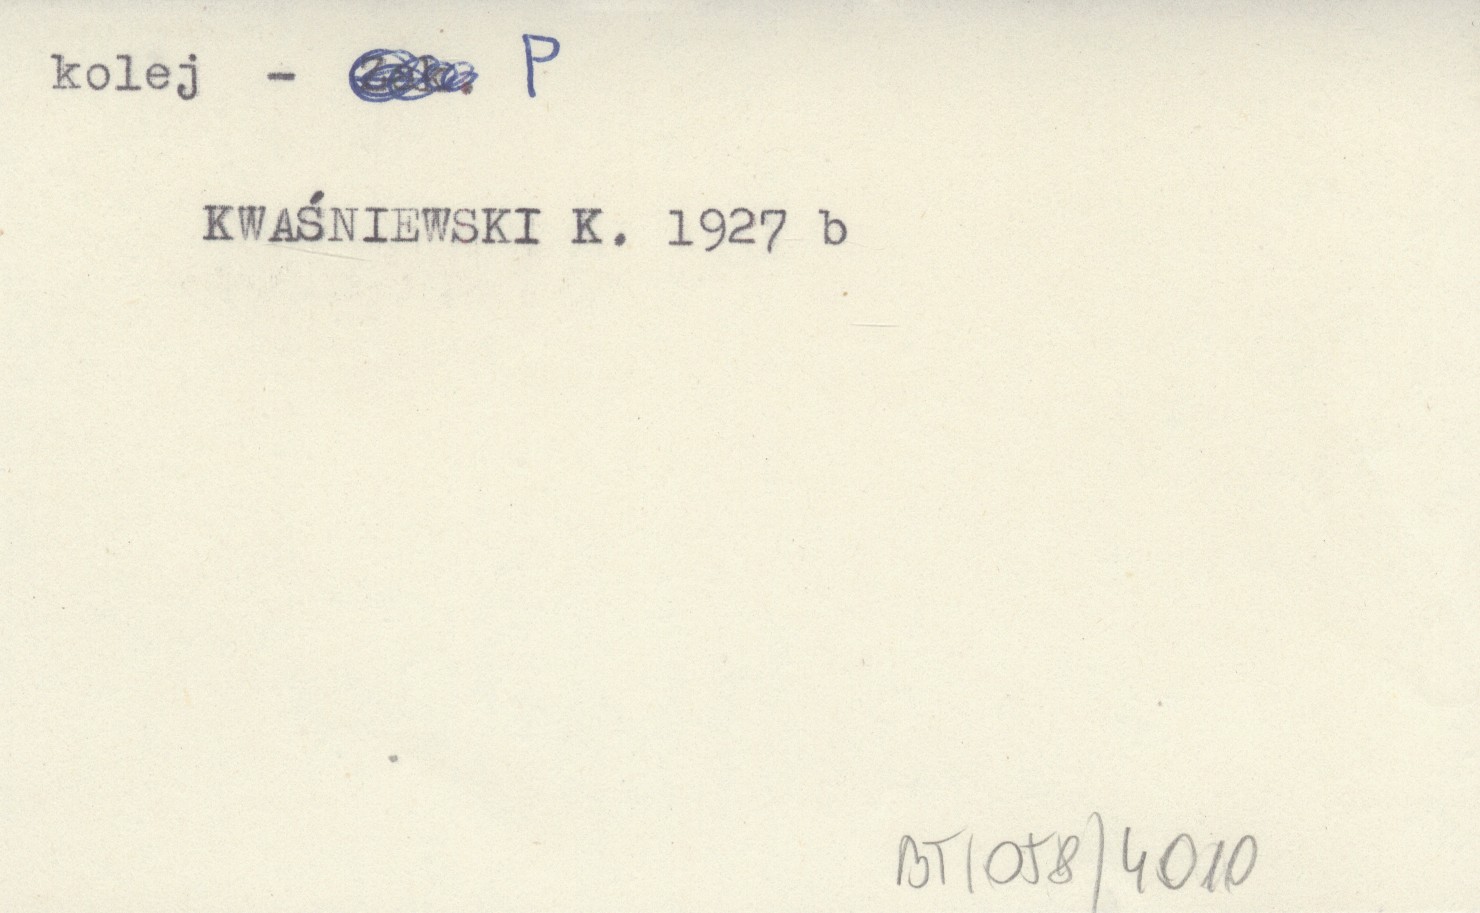 kolej - P
KWAŚNIEWSKI K. 1927 b
BT/058/4010